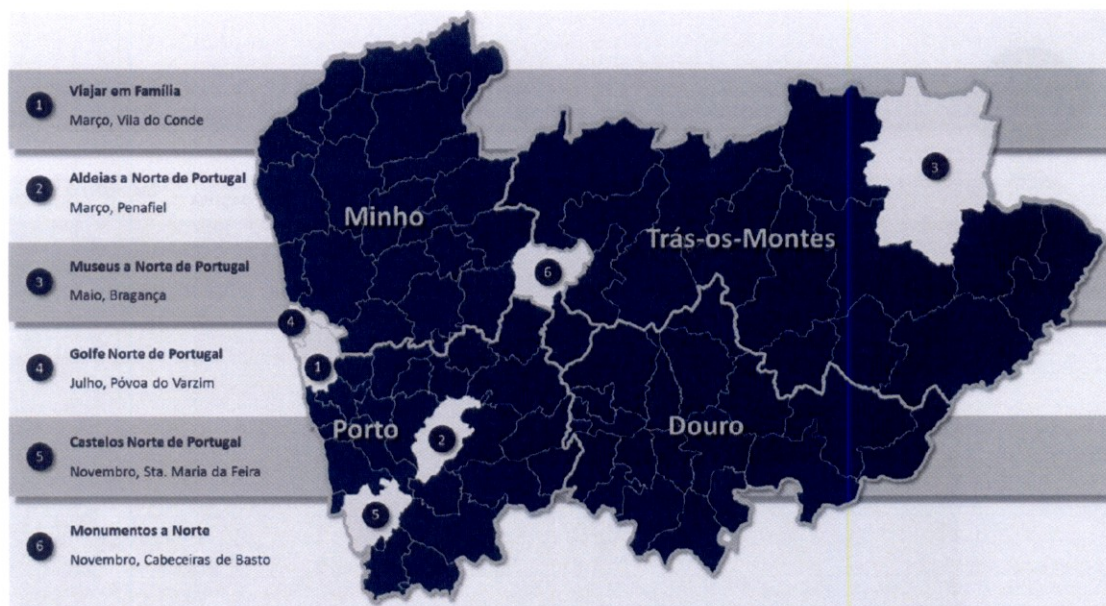 1
Viajar em Família
Março, Vila do Conde
2
Aldeias a Norte de Portugal
Março, Penafiel
3
Museus a Norte de Portugal
Maio, Bragança
4
Golfe Norte de Portugal
Julho, Póvoa do Varzim
5
Castelos Norte de Portugal
Novembro, Sta. Maria da Feira
6
Monumentos a Norte
Novembro, Cabeceiras de Basto
Minho
Trás-os-Montes
Porto
Douro
3
6
4
1
2
5